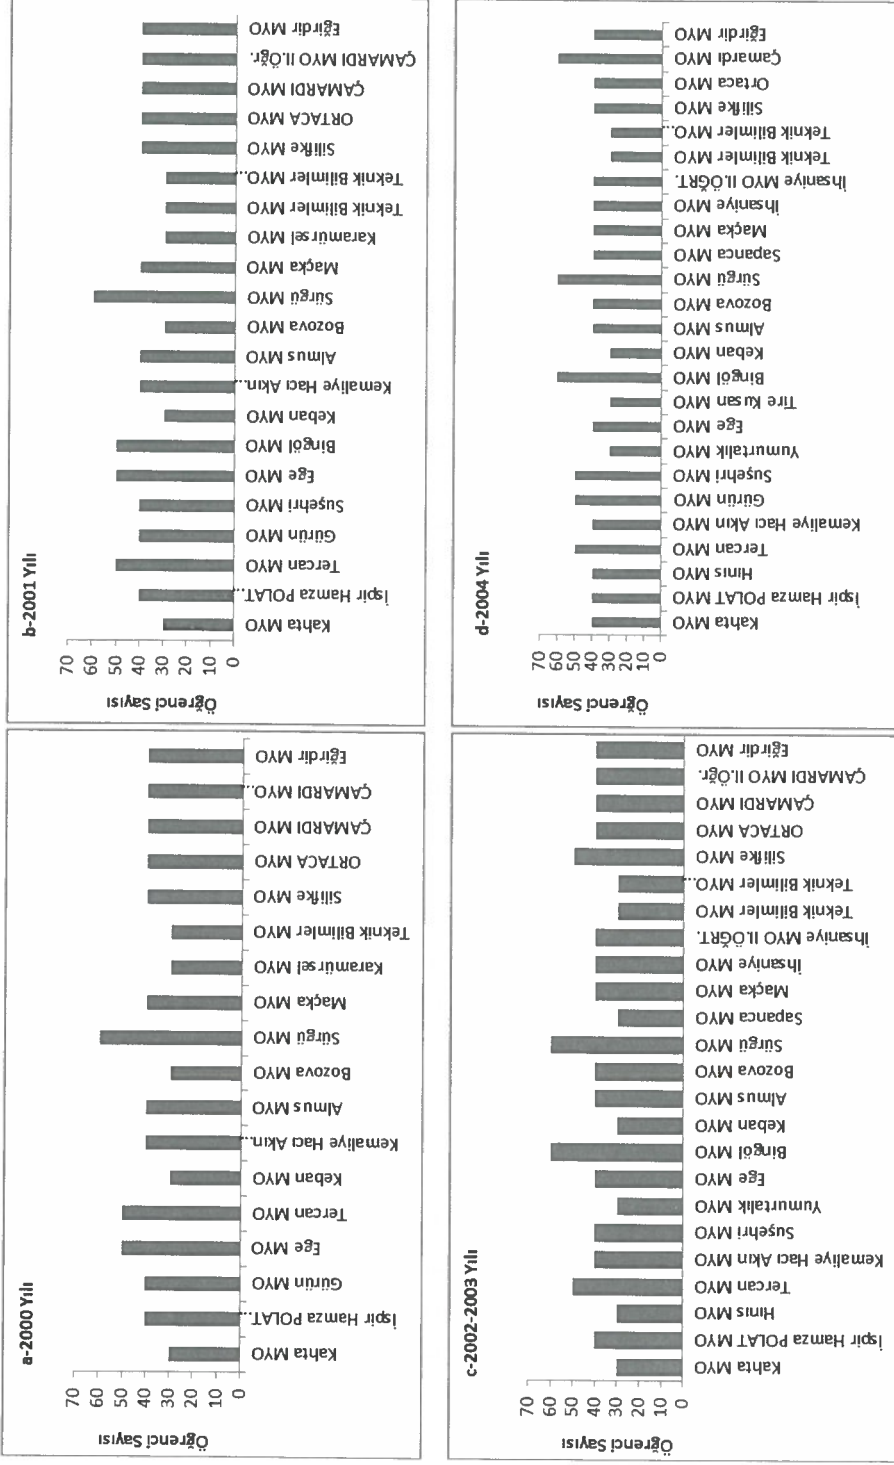 a-2000 Yılı
Öğrenci Sayısı
70
60
50
40
30
20
10
0
Kahta MYO
İspir Hamza POLAT...
Gürün MYO
Ege MYO
Tercan MYO
Keban MYO
Kemaliye Hacı Akın...
Almus MYO
Bozova MYO
Sürgü MYO
Maçka MYO
Karamürsel MYO
Teknik Bilimler MYO
Silifke MYO
ORTACA MYO
ÇAMARDI MYO
ÇAMARDI MYO...
Eğirdir MYO
b-2001 Yılı
Öğrenci Sayısı
70
60
50
40
30
20
10
0
Kahta MYO
İspir Hamza POLAT...
Tercan MYO
Gürün MYO
Suşehri MYO
Ege MYO
Bingöl MYO
Keban MYO
Kemaliye Hacı Akın...
Almus MYO
Bozova MYO
Sürgü MYO
Maçka MYO
Karamürsel MYO
Teknik Bilimler MYO
Teknik Bilimler MYO...
Silifke MYO
ORTACA MYO
ÇAMARDI MYO
ÇAMARDI MYO II.Öğr.
Eğirdir MYO
c-2002-2003 Yılı
Öğrenci Sayısı
70
60
50
40
30
20
10
0
Kahta MYO
İspir Hamza POLAT MYO
Hınıs MYO
Tercan MYO
Kemaliye Hacı Akın MYO
Suşehri MYO
Yumurtalık MYO
Ege MYO
Bingöl MYO
Keban MYO
Almus MYO
Bozova MYO
Sürgü MYO
Sapanca MYO
Maçka MYO
İhsaniye MYO
İhsaniye MYO II.ÖĞRT.
Teknik Bilimler MYO
Teknik Bilimler MYO...
Silifke MYO
ORTACA MYO
ÇAMARDI MYO
ÇAMARDI MYO II.Öğr.
Eğirdir MYO
d-2004 Yılı
Öğrenci Sayısı
70
60
50
40
30
20
10
0
Kahta MYO
İspir Hamza POLAT MYO
Hınıs MYO
Tercan MYO
Kemaliye Hacı Akın MYO
Gürün MYO
Suşehri MYO
Yumurtalık MYO
Ege MYO
Tire Kusan MYO
Bingöl MYO
Keban MYO
Almus MYO
Bozova MYO
Sürgü MYO
Sapanca MYO
Maçka MYO
İhsaniye MYO
İhsaniye MYO II.ÖĞRT.
Teknik Bilimler MYO
Teknik Bilimler MYO...
Silifke MYO
Ortaca MYO
Çamardı MYO
Eğirdir MYO